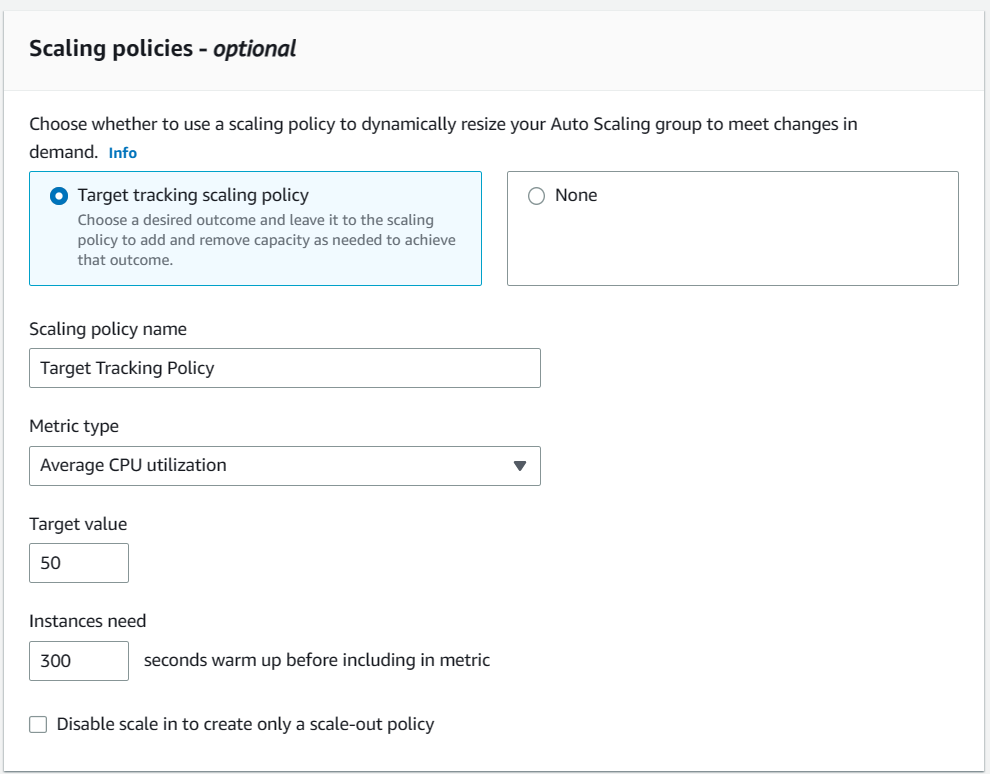 Scaling policies - optional
Choose whether to use a scaling policy to dynamically resize your Auto Scaling group to meet changes in
demand. Info
Target tracking scaling policy
Choose a desired outcome and leave it to the scaling
policy to add and remove capacity as needed to achieve
that outcome.
None
Scaling policy name
Target Tracking Policy
Metric type
Average CPU utilization
Target value
50
Instances need
300 seconds warm up before including in metric
Disable scale in to create only a scale-out policy